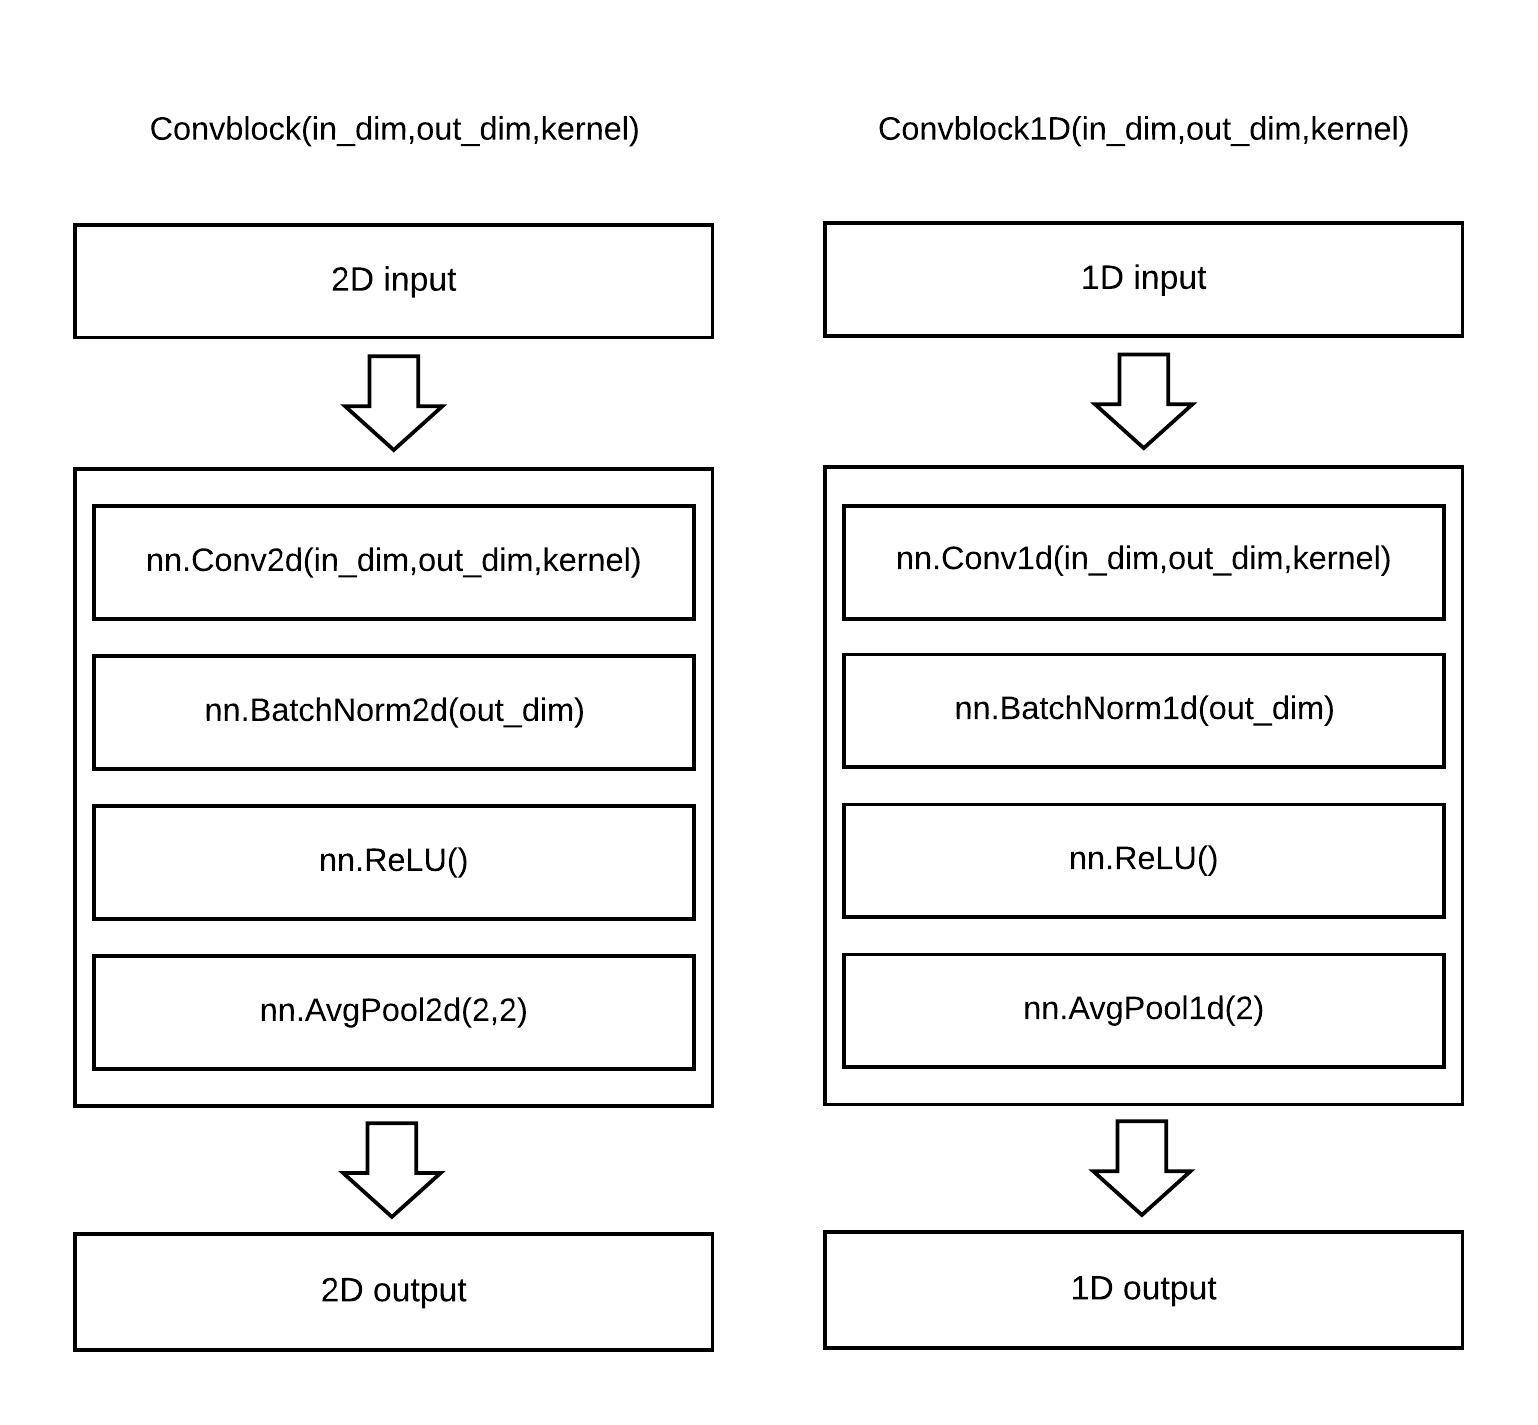 Convblock(in_dim,out_dim,kernel)
2D input
nn.Conv2d(in_dim,out_dim,kernel)
nn.BatchNorm2d(out_dim)
nn.ReLU()
nn.AvgPool2d(2,2)
2D output
Convblock1D(in_dim,out_dim,kernel)
1D input
nn.Conv1d(in_dim,out_dim,kernel)
nn.BatchNorm1d(out_dim)
nn.ReLU()
nn.AvgPool1d(2)
1D output